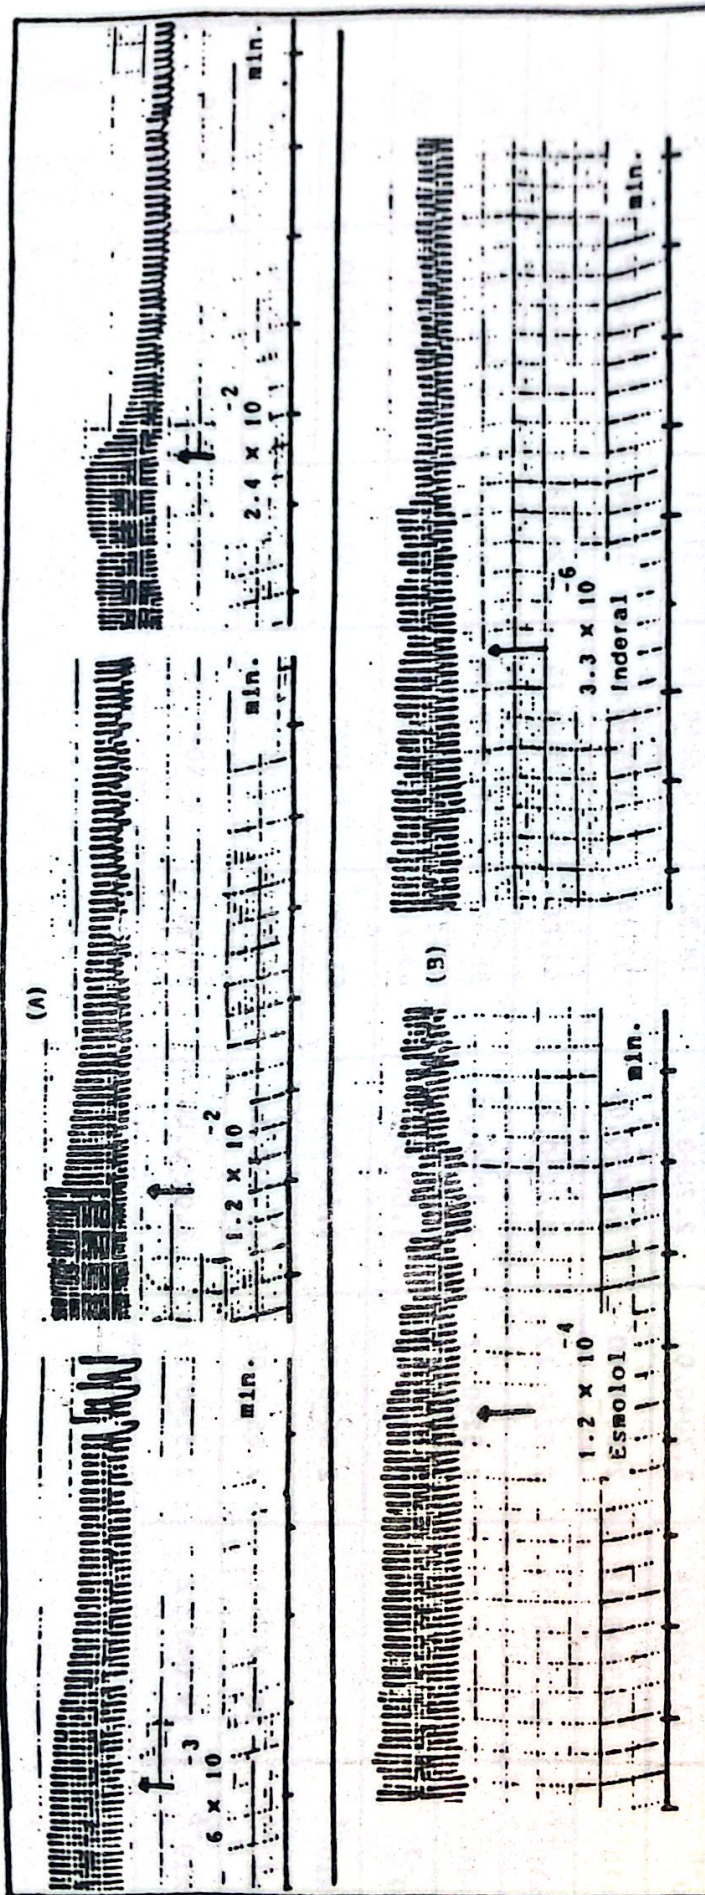 (A)
6 × 10⁻³
min.
1.2 × 10⁻²
min.
2.4 × 10⁻²
min.
(B)
1.2 × 10⁻⁴
Esmolol
min.
3.3 × 10⁻⁶
Inderal
min.